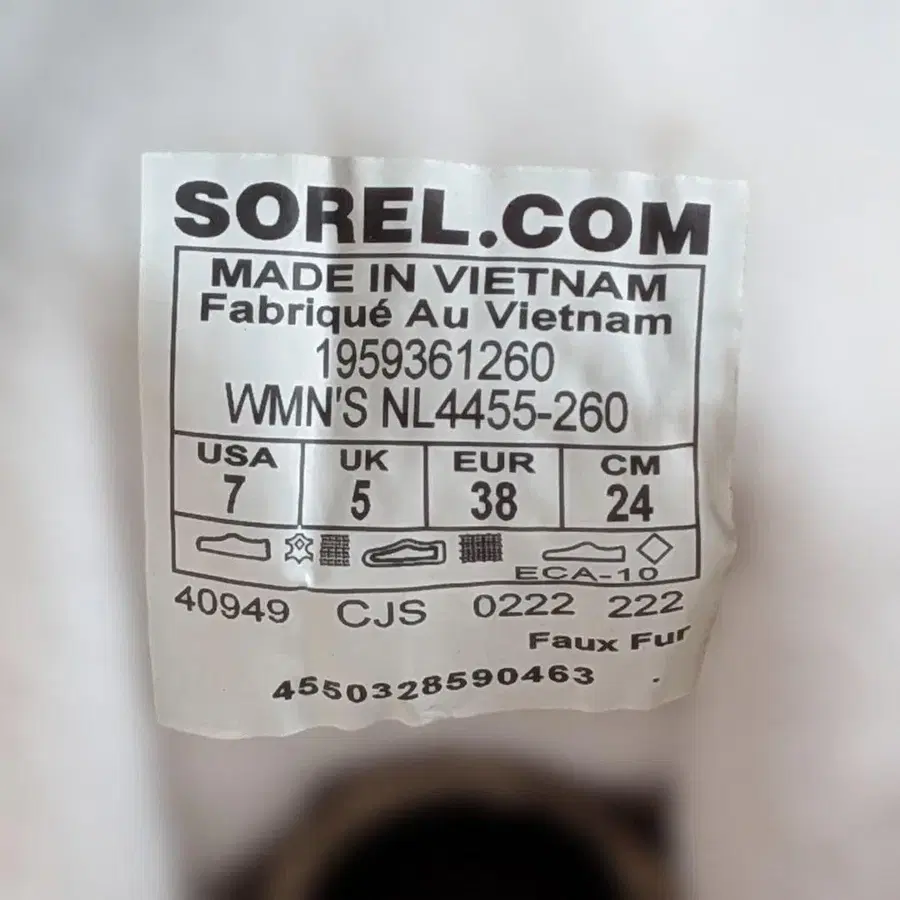 SOREL.COM
MADE IN VIETNAM
Fabriqué Au Vietnam
1959361260
WMN'S NL4455-260
USA UK EUR CM
7 5 38 24
ECA-10
40949 CJS 0222 222
Faux Fur
4550328590463